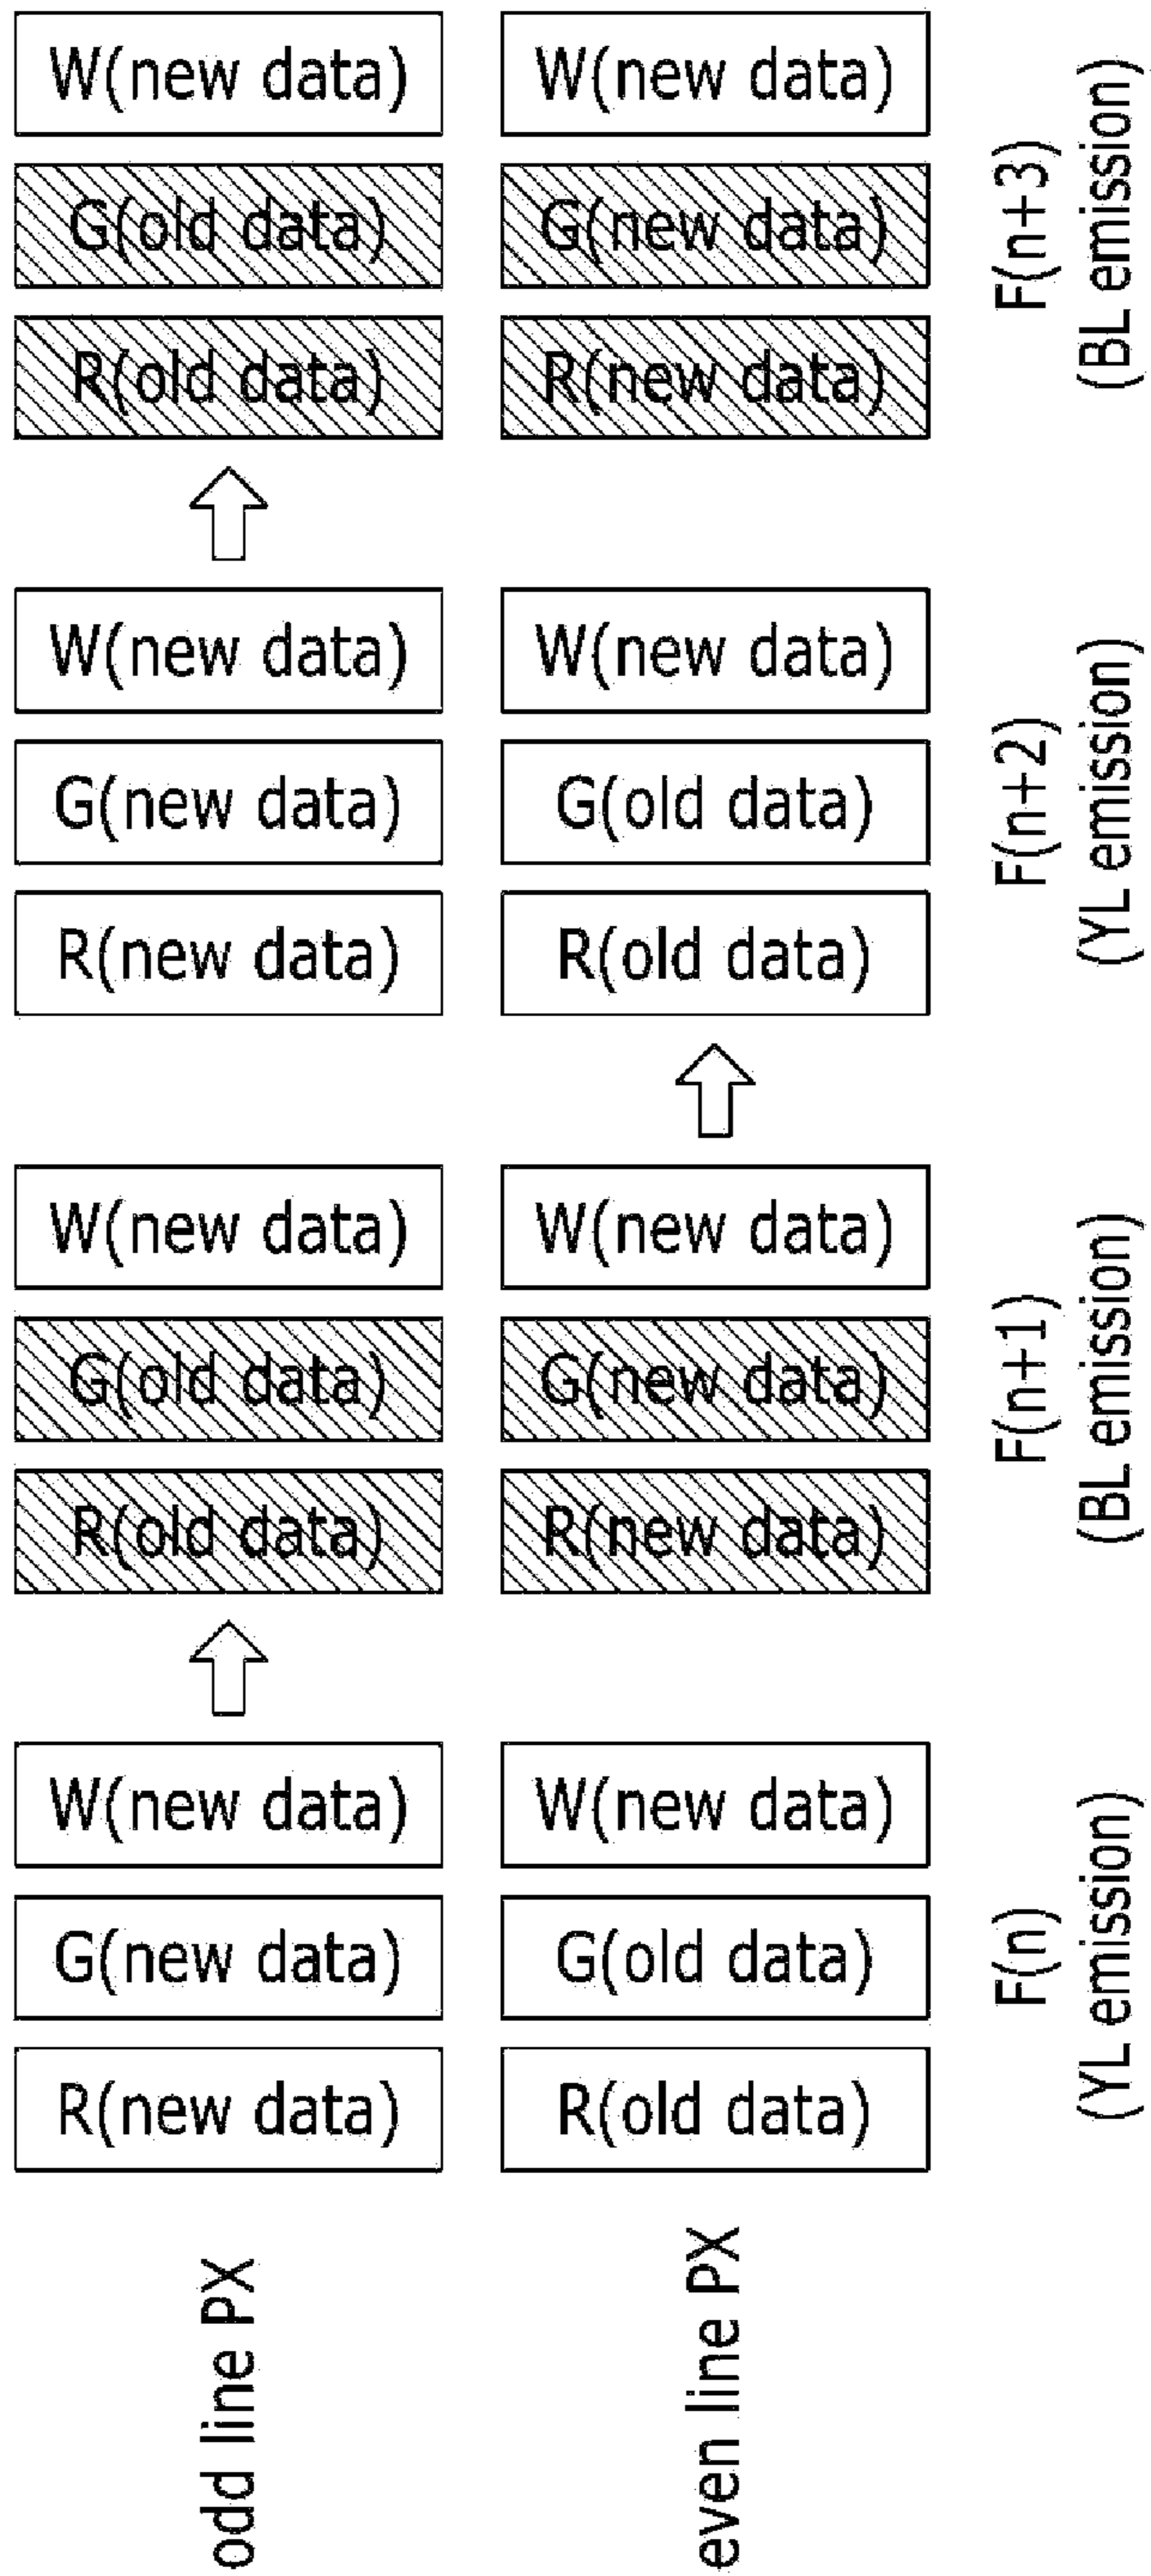 W(new data)
W(new data)
G(old data)
G(new data)
F(n+3)
(BL emission)
R(old data)
R(new data)
W(new data)
W(new data)
G(new data)
G(old data)
F(n+2)
(YL emission)
R(new data)
R(old data)
W(new data)
W(new data)
G(old data)
G(new data)
F(n+1)
(BL emission)
R(old data)
R(new data)
W(new data)
W(new data)
G(new data)
G(old data)
F(n)
(YL emission)
R(new data)
R(old data)
odd line PX
even line PX